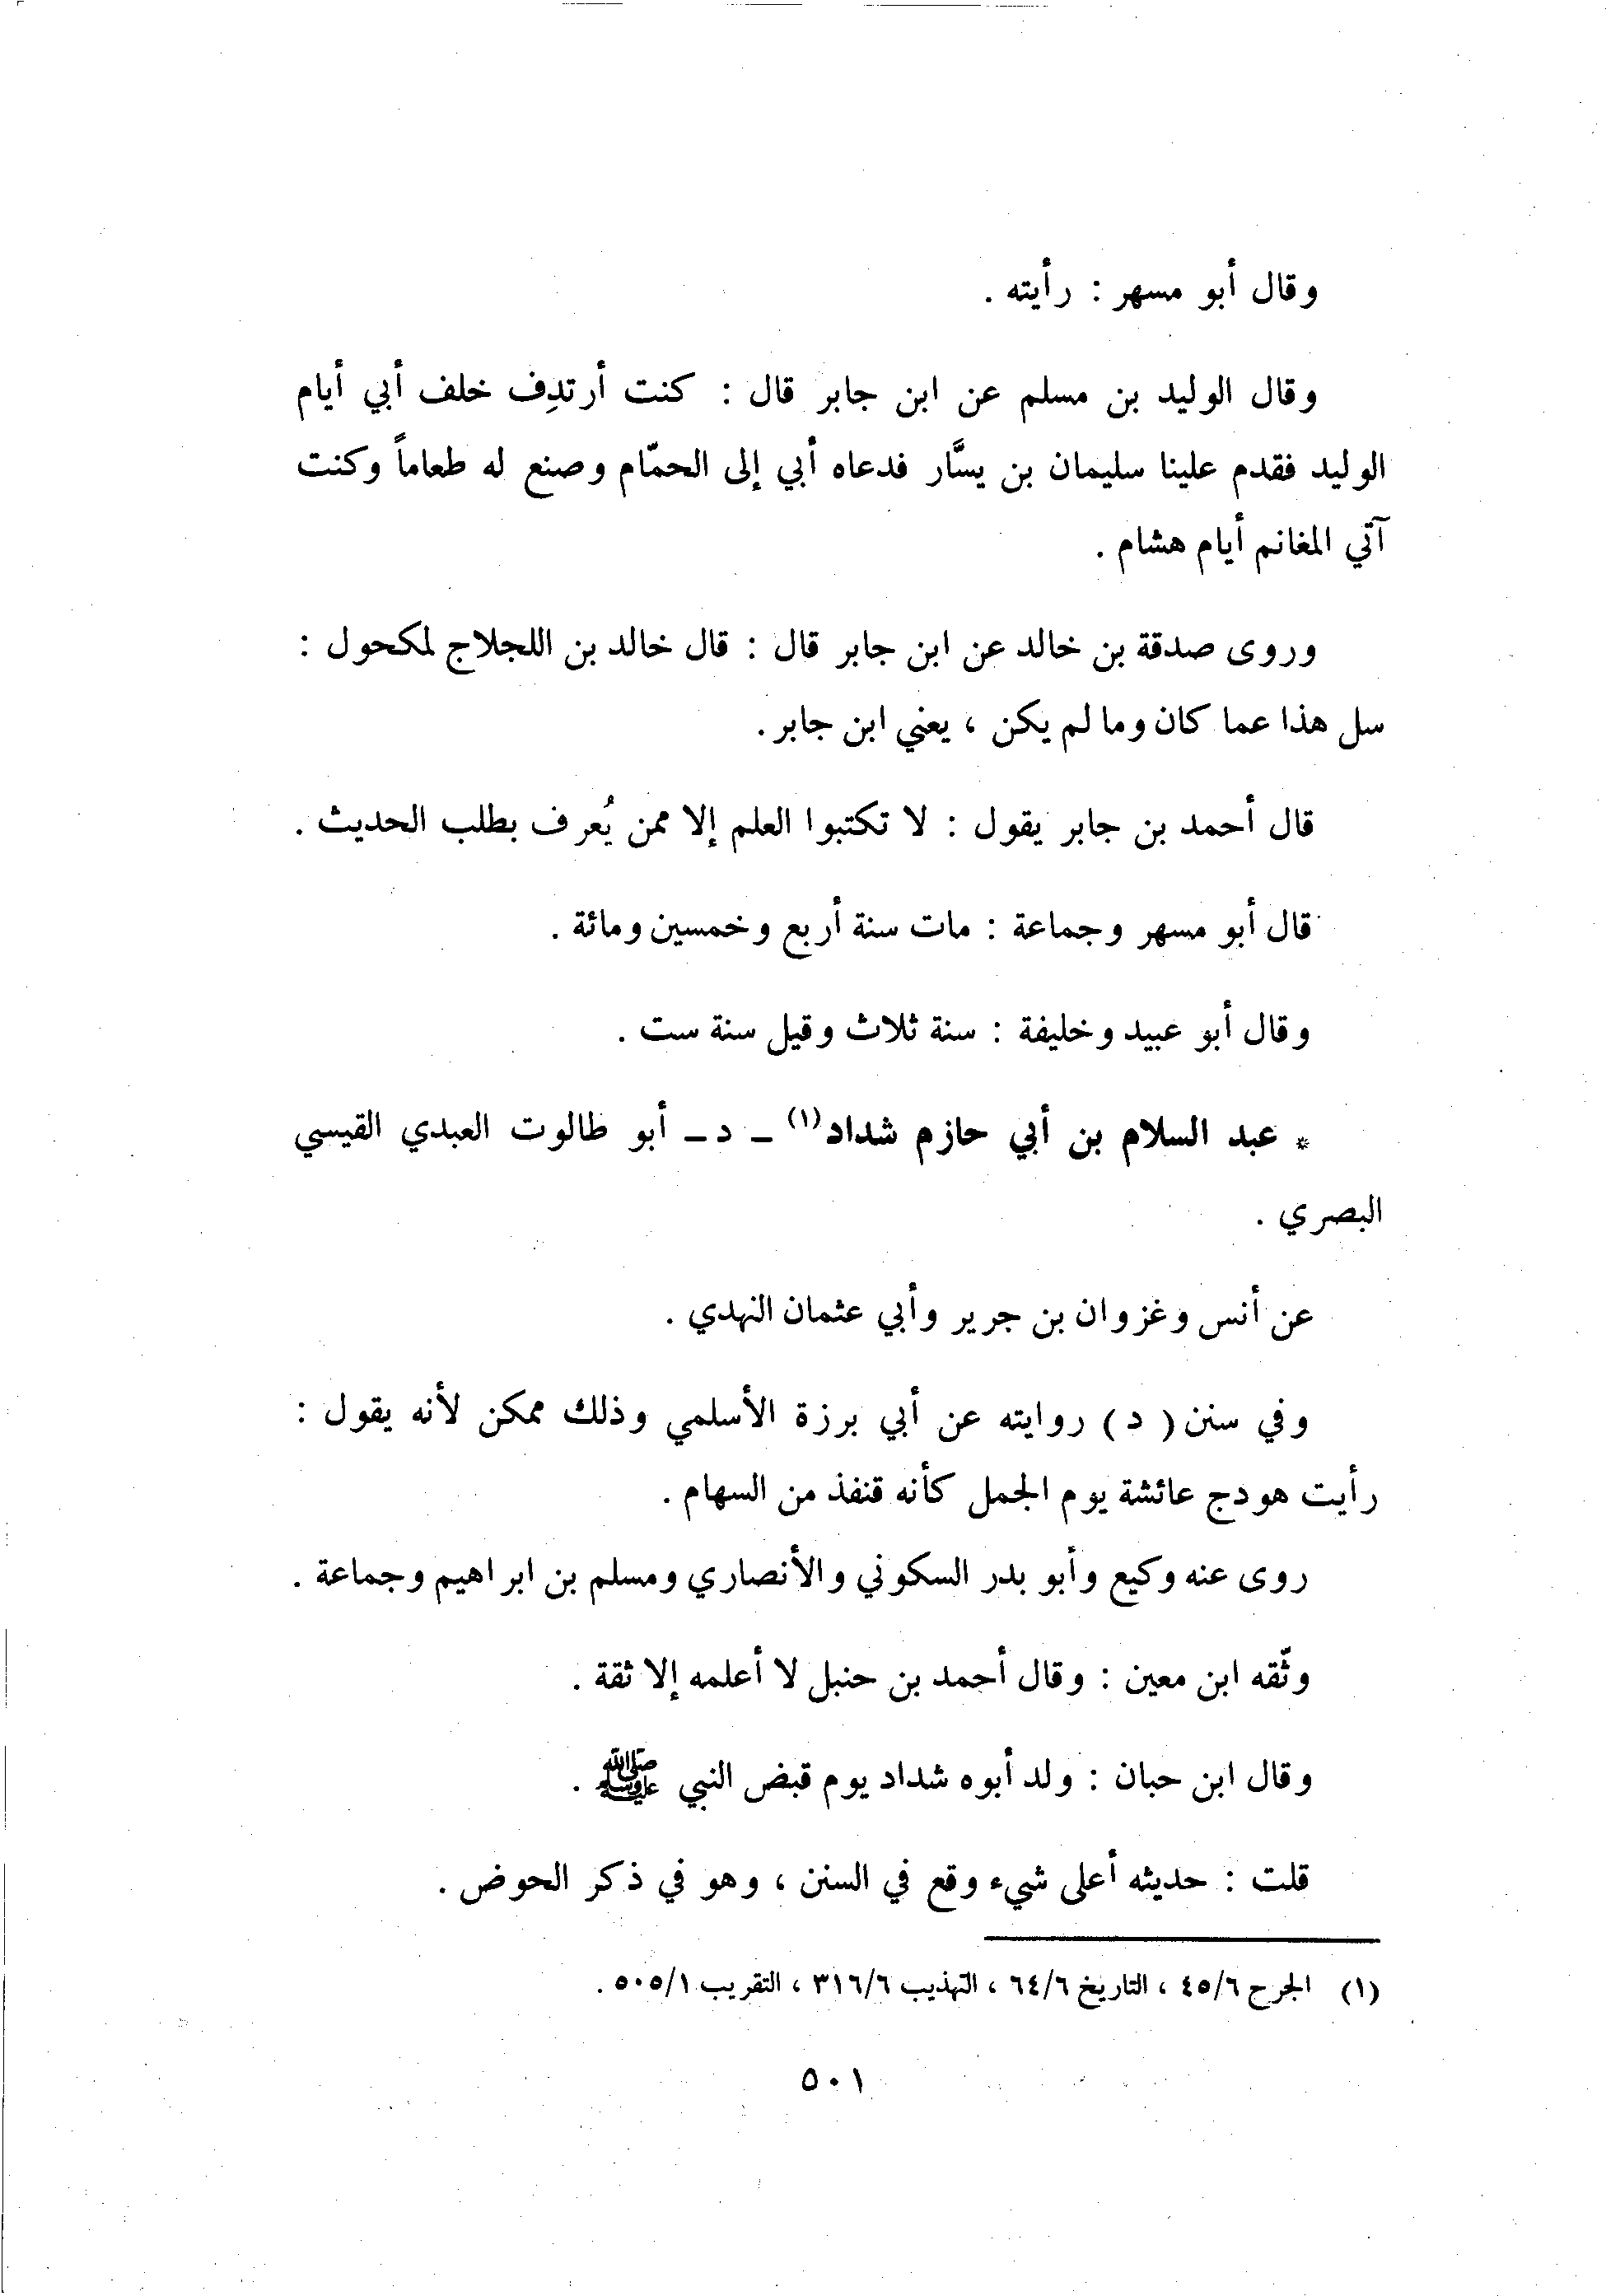 وقال أبو مسهر : رأيته .
وقال الوليد بن مسلم عن ابن جابر قال : كنت أرتدِف خلف أبي أيام
الوليد فقدم علينا سليمان بن يسَّار فدعاه أبي إلى الحمّام وصنع له طعاماً وكنت
آتي المغانم أيام هشام .
وروى صدقة بن خالد عن ابن جابر قال : قال خالد بن اللجلاج لمكحول :
سل هذا عما كان وما لم يكن ، يعني ابن جابر .
قال أحمد بن جابر يقول : لا تكتبوا العلم إلا ممن يُعرف بطلب الحديث .
قال أبو مسهر وجماعة : مات سنة أربع وخمسين ومائة .
وقال أبو عبيد وخليفة : سنة ثلاث وقيل سنة ست .
* عبد السلام بن أبي حازم شداد(١) - د - أبو طالوت العبدي القيسي
البصري .
عن أنس وغزوان بن جرير وأبي عثمان النهدي .
وفي سنن ( د ) روايته عن أبي برزة الأسلمي وذلك ممكن لأنه يقول :
رأيت هودج عائشة يوم الجمل كأنه قنفذ من السهام .
روى عنه وكيع وأبو بدر السكوني والأنصاري ومسلم بن ابراهيم وجماعة .
وثّقه ابن معين : وقال أحمد بن حنبل لا أعلمه إلا ثقة .
وقال ابن حبان : ولد أبوه شداد يوم قبض النبي ﷺ .
قلت : حديثه أعلى شيء وقع في السنن ، وهو في ذكر الحوض .
(١) الجرح ٤٥/٦ ، التاريخ ٦٤/٦ ، التهذيب ٣١٦/٦ ، التقريب ٥٠٥/١ .
٥٠١